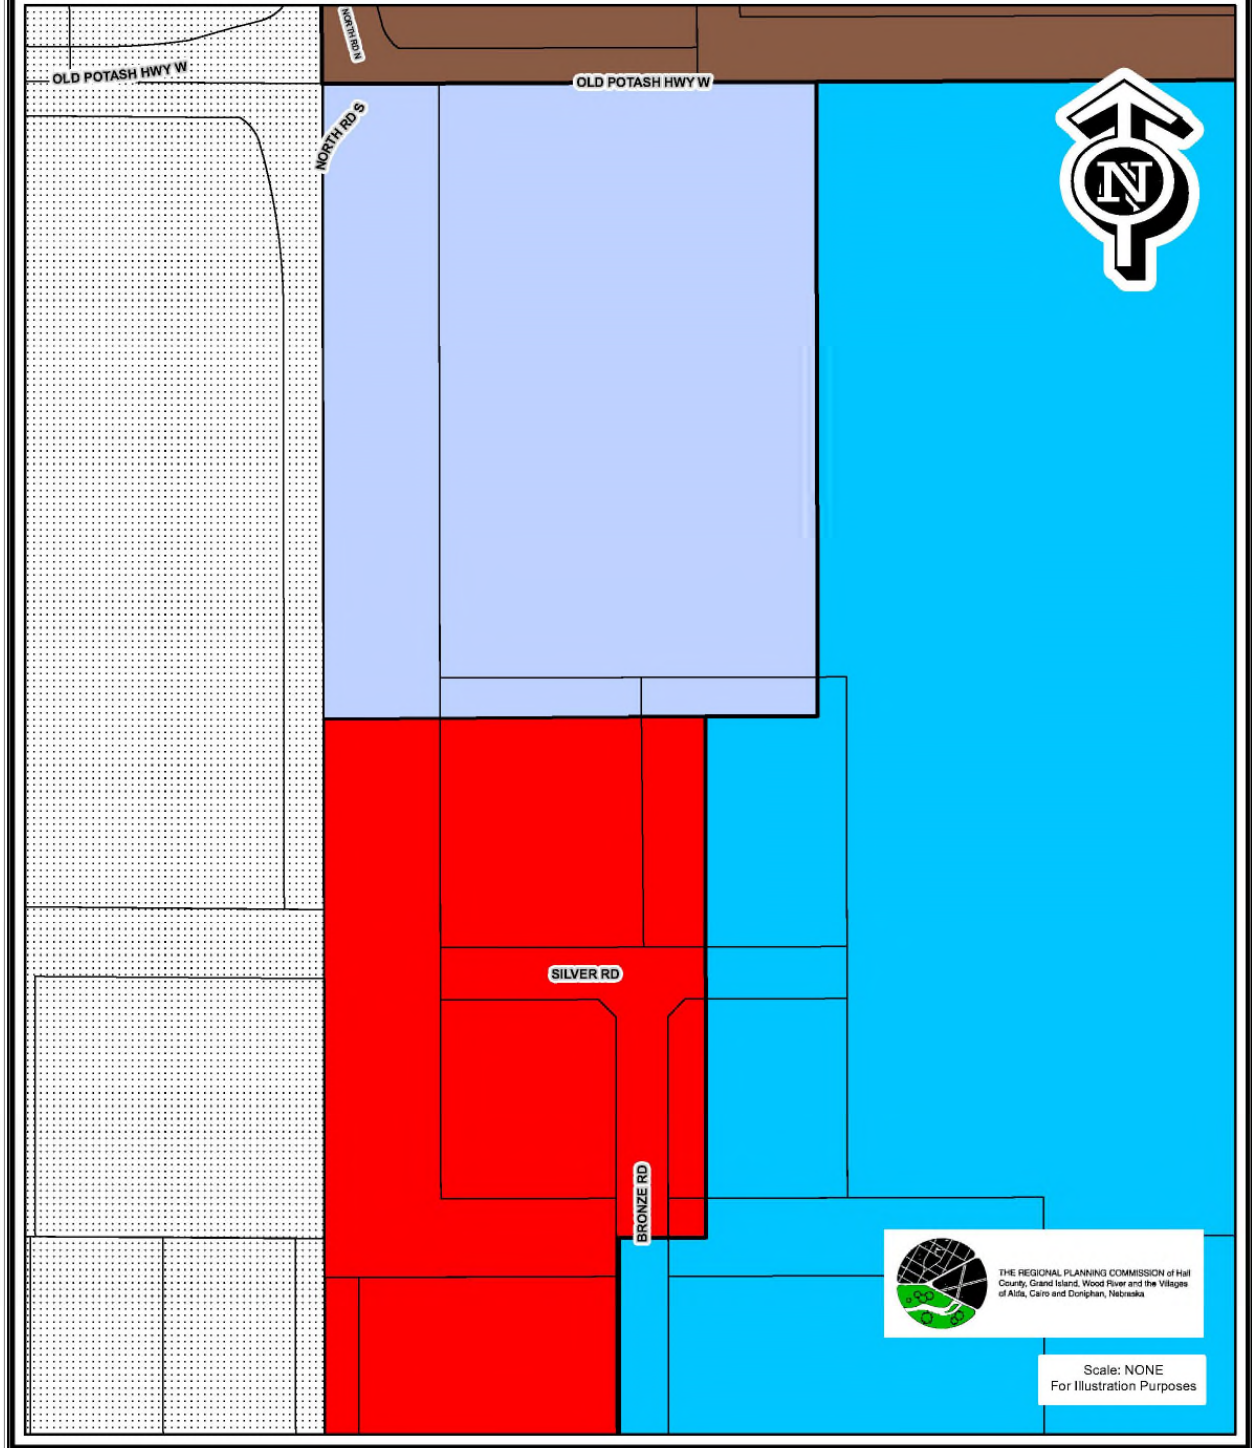 NORTH RD N
OLD POTASH HWY W
OLD POTASH HWY W
NORTH RD S
N
SILVER RD
BRONZE RD
THE REGIONAL PLANNING COMMISSION of Hall
County, Grand Island, Wood River and the Villages
of Alda, Cairo and Doniphan, Nebraska
Scale: NONE
For Illustration Purposes